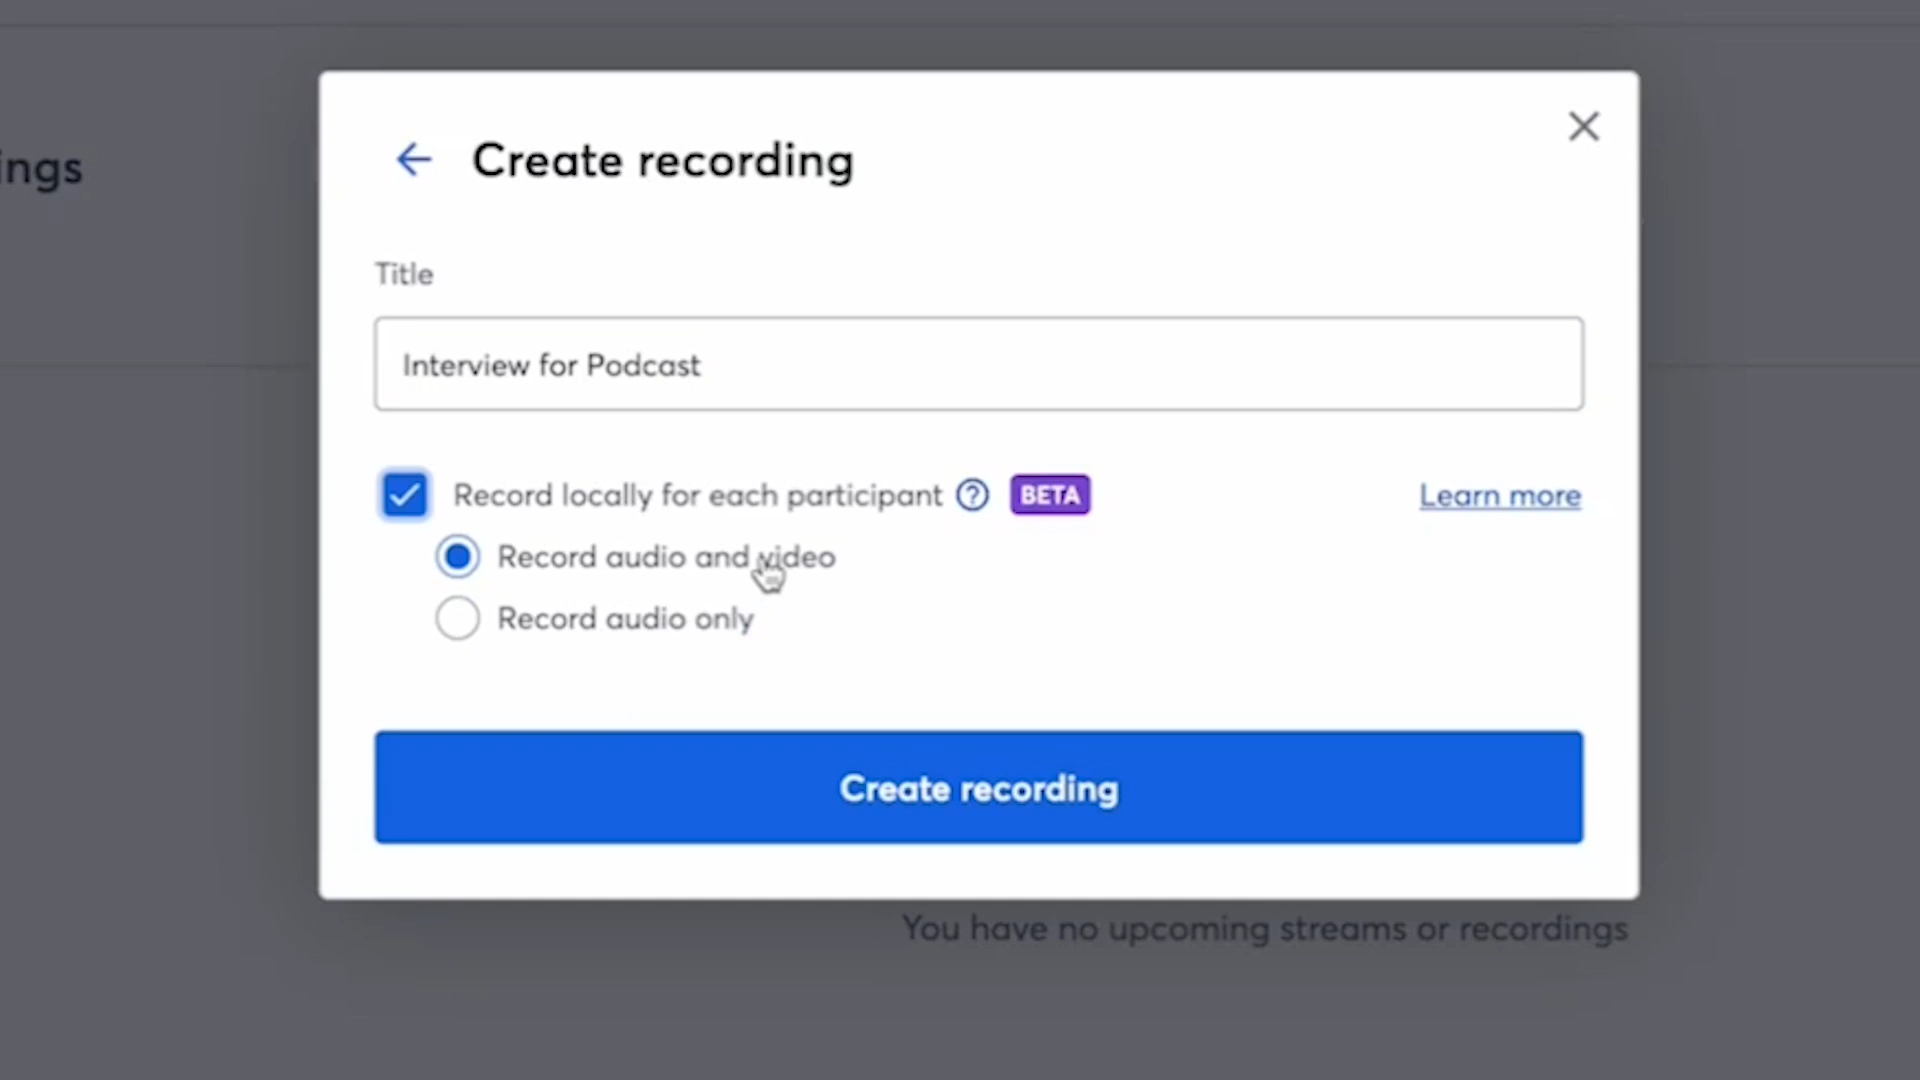 ings
Create recording
Title
Interview for Podcast
Record locally for each participant ? BETA Learn more
Record audio and video
Record audio only
Create recording
You have no upcoming streams or recordings